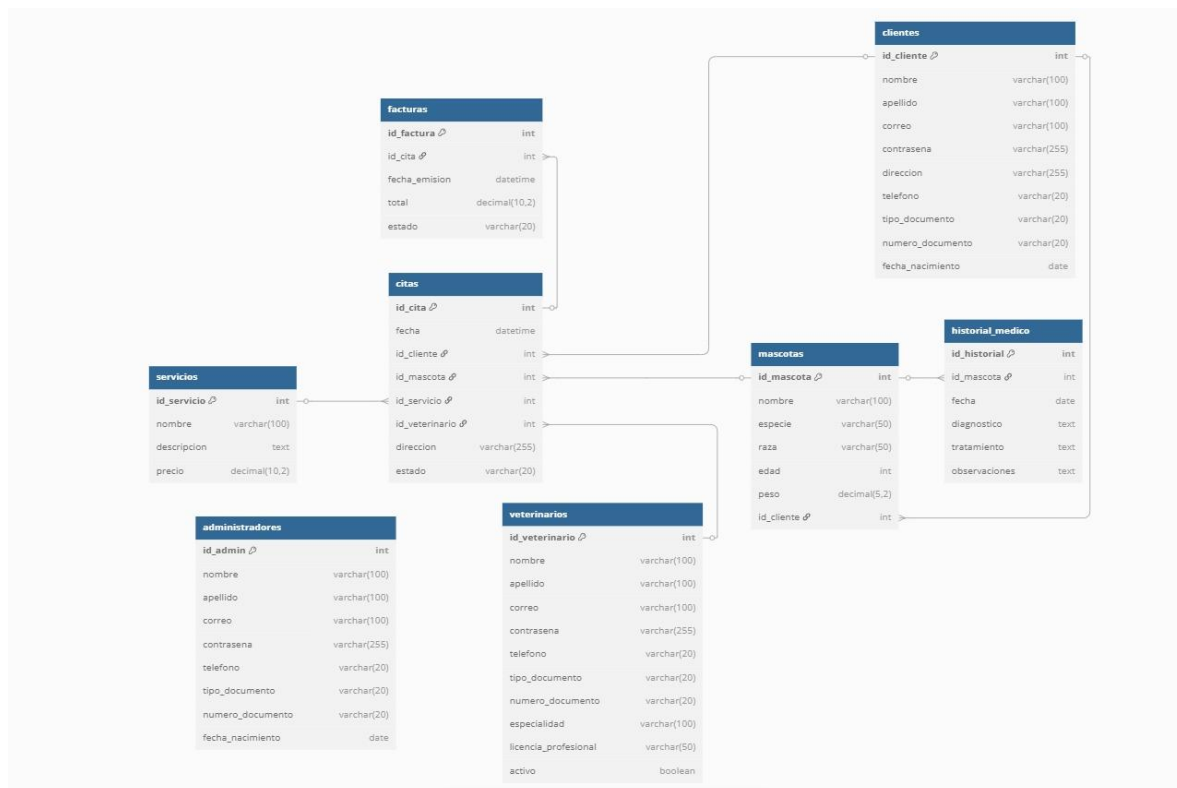 clientes
id_cliente int
nombre varchar(100)
apellido varchar(100)
correo varchar(100)
contrasena varchar(255)
direccion varchar(255)
telefono varchar(20)
tipo_documento varchar(20)
numero_documento varchar(20)
fecha_nacimiento date
facturas
id_factura int
id_cita int
fecha_emision datetime
total decimal(10,2)
estado varchar(20)
citas
id_cita int
fecha datetime
id_cliente int
id_mascota int
id_servicio int
id_veterinario int
direccion varchar(255)
estado varchar(20)
historial_medico
id_historial int
id_mascota int
fecha date
diagnostico text
tratamiento text
observaciones text
mascotas
id_mascota int
nombre varchar(100)
especie varchar(50)
raza varchar(50)
edad int
peso decimal(5,2)
id_cliente int
servicios
id_servicio int
nombre varchar(100)
descripcion text
precio decimal(10,2)
administradores
id_admin int
nombre varchar(100)
apellido varchar(100)
correo varchar(100)
contrasena varchar(255)
telefono varchar(20)
tipo_documento varchar(20)
numero_documento varchar(20)
fecha_nacimiento date
veterinarios
id_veterinario int
nombre varchar(100)
apellido varchar(100)
correo varchar(100)
contrasena varchar(255)
telefono varchar(20)
tipo_documento varchar(20)
numero_documento varchar(20)
especialidad varchar(100)
licencia_profesional varchar(50)
activo boolean